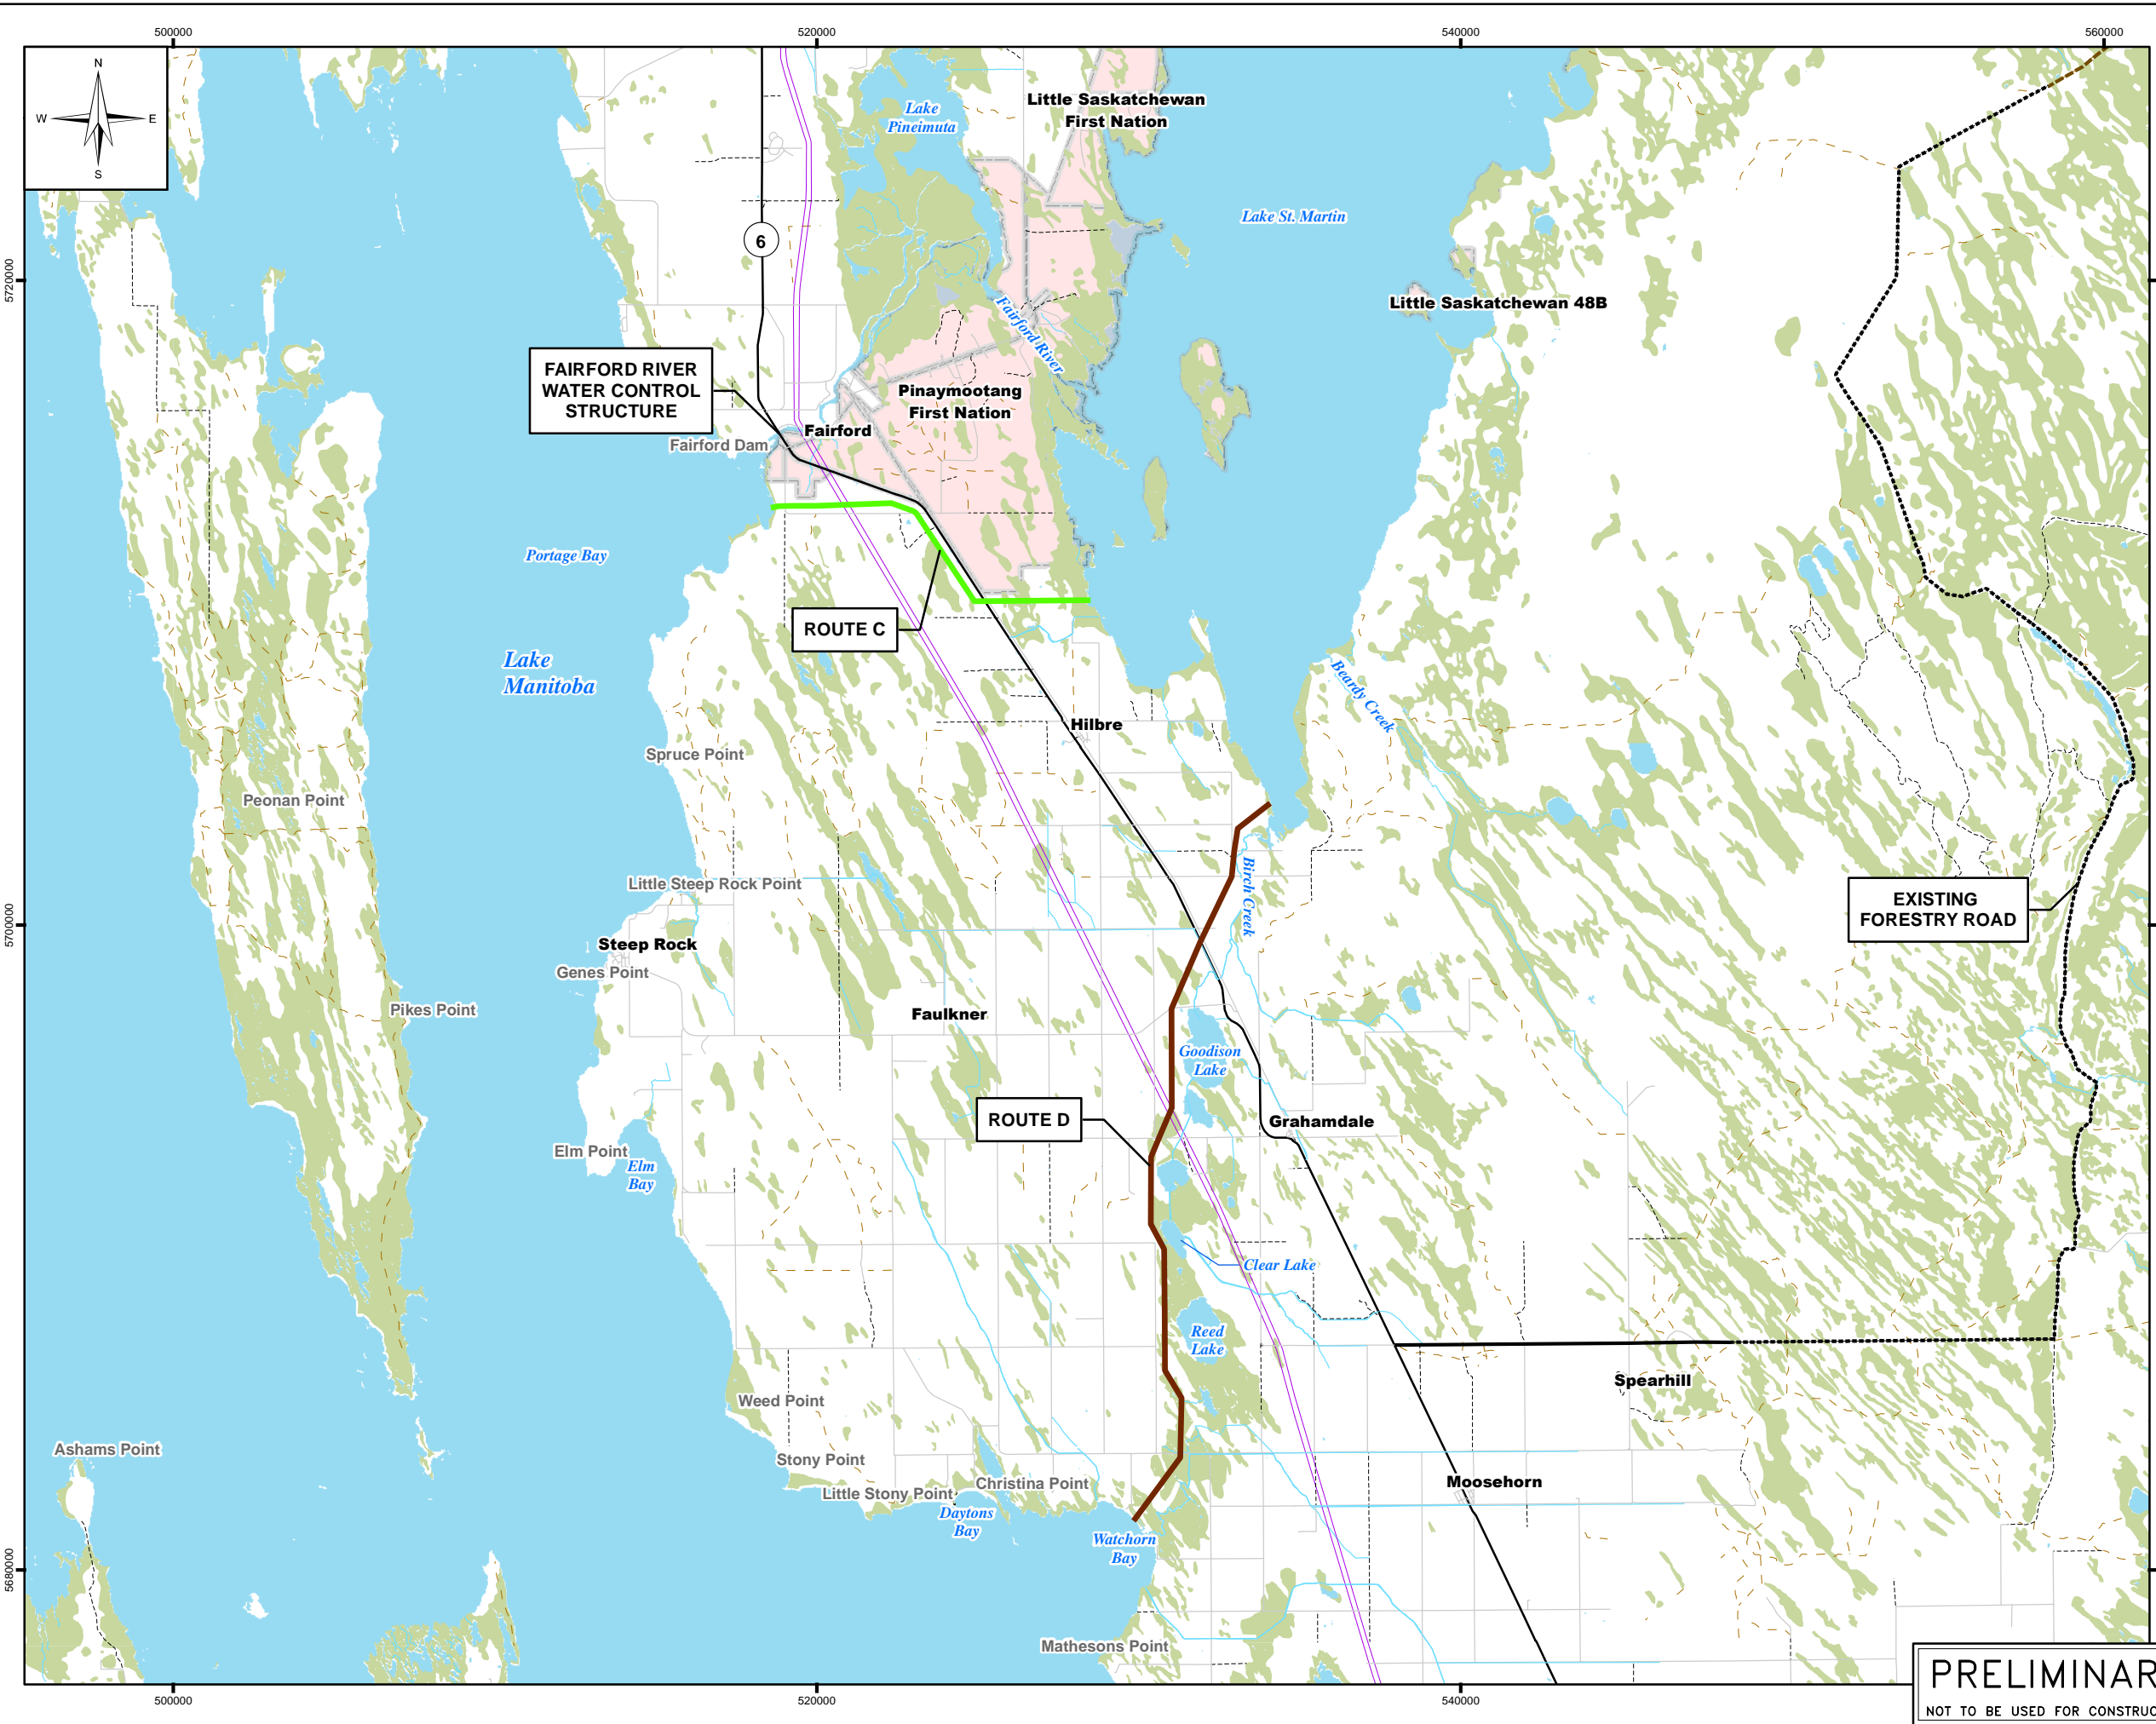 500000
520000
540000
560000
N
W
E
S
5720000
5700000
5680000
Lake
Pineimuta
Little Saskatchewan
First Nation
Lake St. Martin
6
Little Saskatchewan 48B
Fairford River
FAIRFORD RIVER
WATER CONTROL
STRUCTURE
Pinaymootang
First Nation
Fairford
Fairford Dam
Portage Bay
ROUTE C
Lake
Manitoba
Beardy Creek
Hilbre
Spruce Point
Peonan Point
Little Steep Rock Point
Birch Creek
EXISTING
FORESTRY ROAD
Steep Rock
Genes Point
Pikes Point
Faulkner
Goodison
Lake
ROUTE D
Grahamdale
Elm Point
Elm
Bay
Clear Lake
Reed
Lake
Spearhill
Weed Point
Ashams Point
Stony Point
Christina Point
Moosehorn
Little Stony Point
Daytons
Bay
Watchorn
Bay
Mathesons Point
PRELIMINAR
NOT TO BE USED FOR CONSTRUC
500000
520000
540000